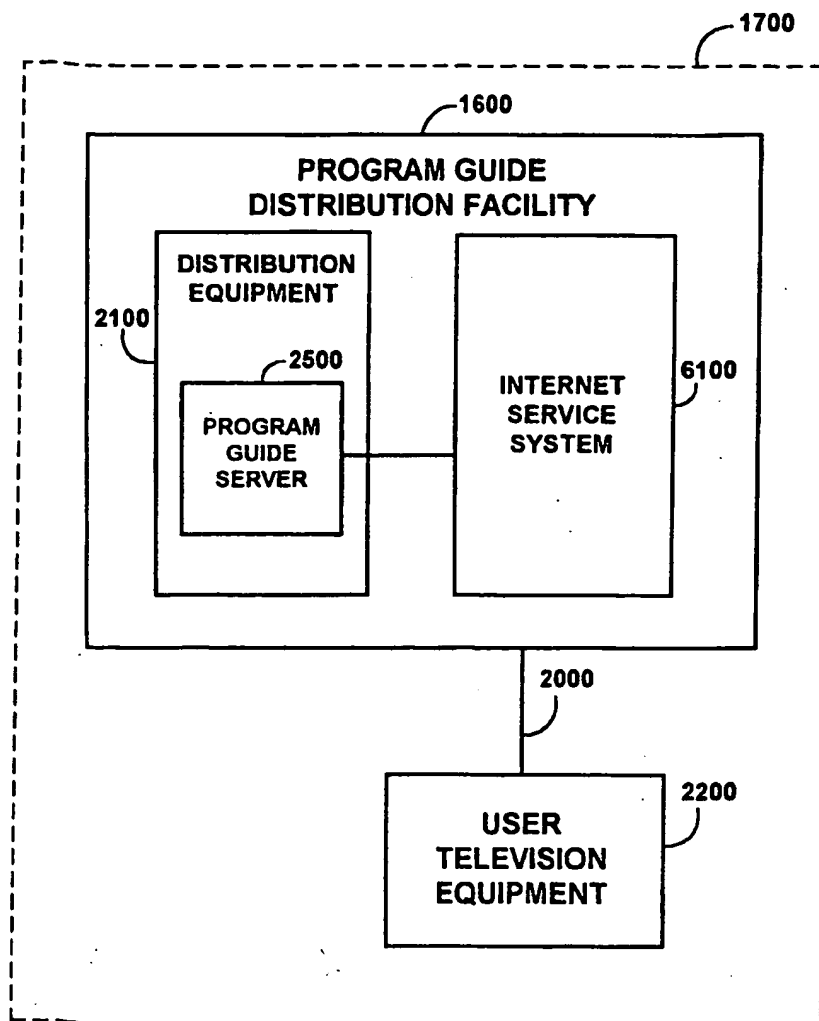 1700
1600
PROGRAM GUIDE
DISTRIBUTION FACILITY
DISTRIBUTION
EQUIPMENT
2100
2500
PROGRAM
GUIDE
SERVER
INTERNET
SERVICE
SYSTEM
6100
2000
2200
USER
TELEVISION
EQUIPMENT